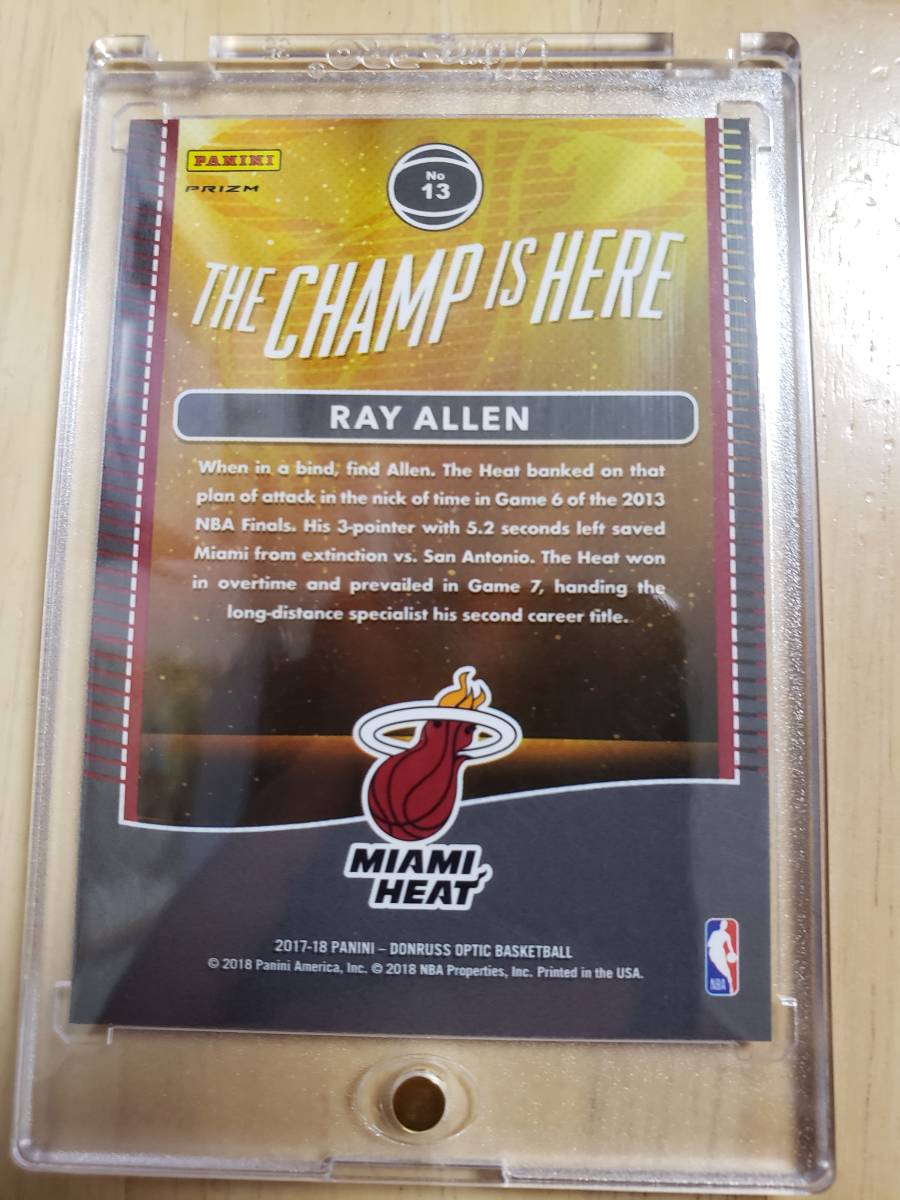 PANINI
PRIZM
No
13
THE CHAMP IS HERE
RAY ALLEN
When in a bind, find Allen. The Heat banked on that
plan of attack in the nick of time in Game 6 of the 2013
NBA Finals. His 3-pointer with 5.2 seconds left saved
Miami from extinction vs. San Antonio. The Heat won
in overtime and prevailed in Game 7, handing the
long-distance specialist his second career title.
MIAMI
HEAT
2017-18 PANINI – DONRUSS OPTIC BASKETBALL
© 2018 Panini America, Inc. © 2018 NBA Properties, Inc. Printed in the USA.
NBA